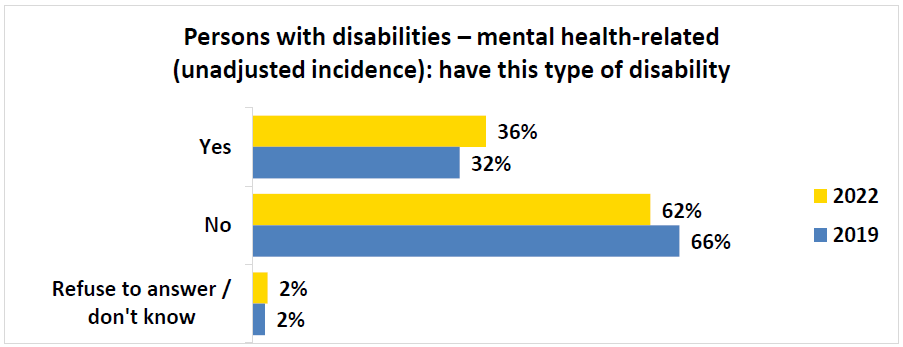 Persons with disabilities – mental health-related
(unadjusted incidence): have this type of disability
Yes
36%
32%
No
62%
66%
Refuse to answer /
don't know
2%
2%
2022
2019